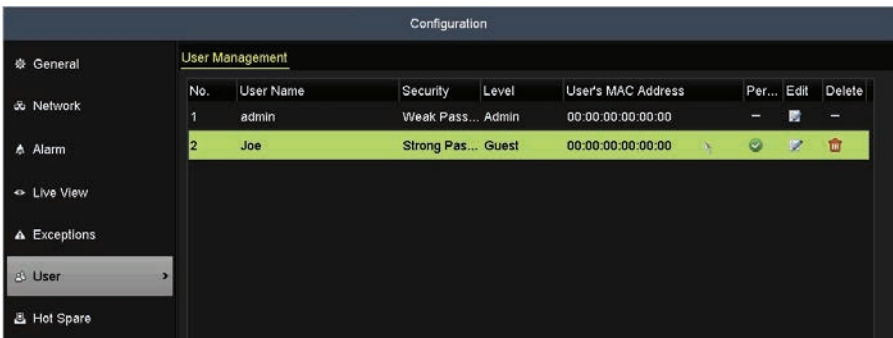 Configuration
General
Network
Alarm
Live View
Exceptions
User
Hot Spare
User Management
No. User Name Security Level User's MAC Address Per... Edit Delete
1 admin Weak Pass... Admin 00:00:00:00:00:00 – –
2 Joe Strong Pas... Guest 00:00:00:00:00:00